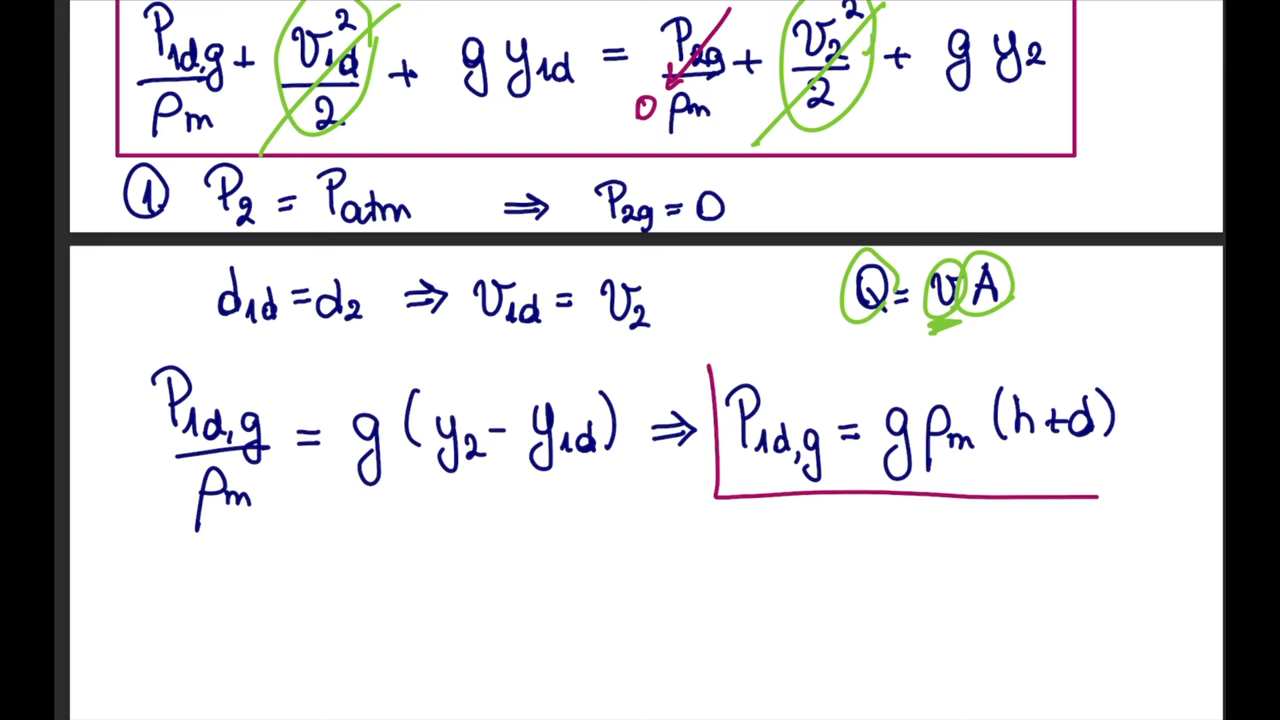 P1d,g/ρm + v1d²/2 + g y1d = P2g/ρm + v2²/2 + g y2
0
① P2 = Patm ⇒ P2g = 0
d1d = d2 ⇒ v1d = v2 Q = v A
P1d,g/ρm = g (y2 - y1d) ⇒ P1d,g = g ρm (h+d)